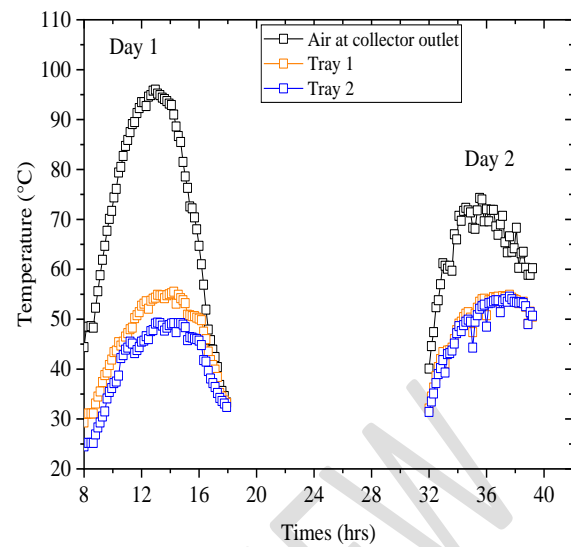 110
Day 1
Air at collector outlet
Tray 1
Tray 2
100
90
80
Day 2
70
60
50
40
30
20
Temperature (°C)
8 12 16 20 24 28 32 36 40
Times (hrs)